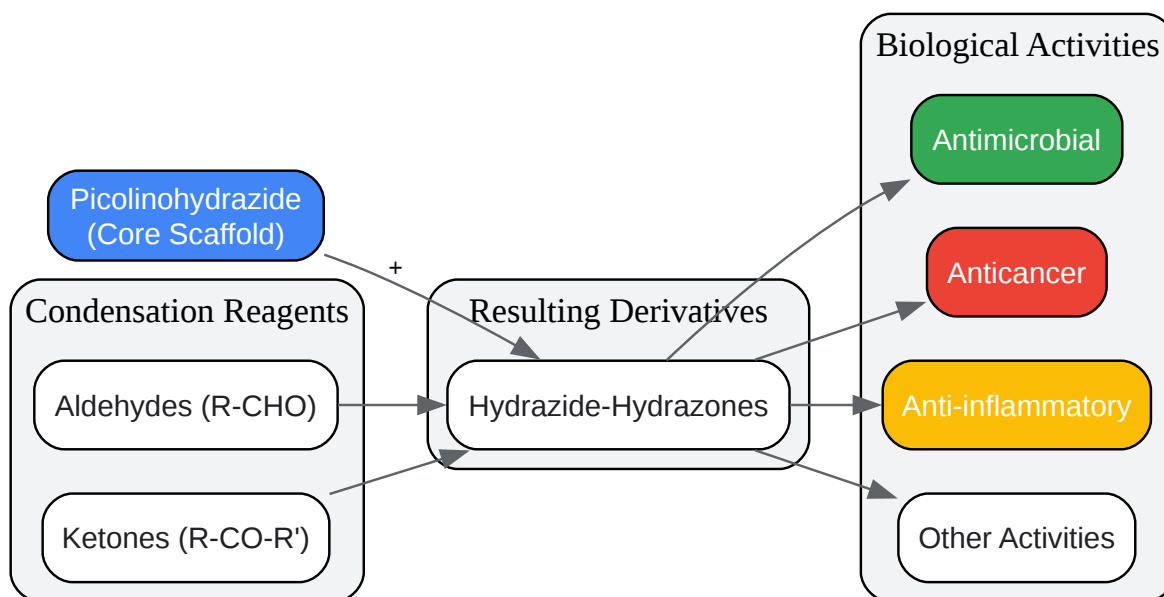 Picolinohydrazide
(Core Scaffold)
+
Condensation Reagents
Aldehydes (R-CHO)
Ketones (R-CO-R')
Resulting Derivatives
Hydrazide-Hydrazones
Biological Activities
Antimicrobial
Anticancer
Anti-inflammatory
Other Activities